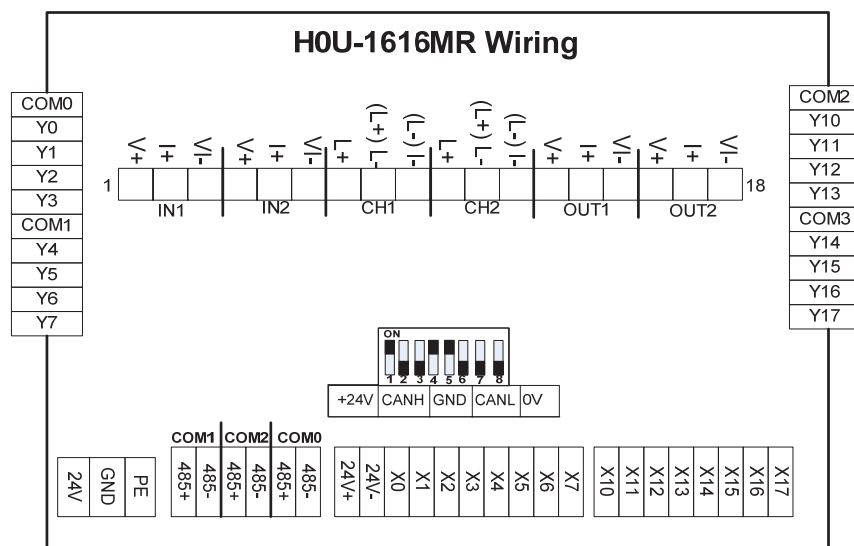 H0U-1616MR Wiring
COM0
Y0
Y1
Y2
Y3
COM1
Y4
Y5
Y6
Y7
COM2
Y10
Y11
Y12
Y13
COM3
Y14
Y15
Y16
Y17
V+ I+ VI- V+ I+ VI- L+ L-(L+) I(L-) L+ L-(L+) I(L-) V+ I+ VI- V+ I+ VI-
1 18
IN1 IN2 CH1 CH2 OUT1 OUT2
ON
1 2 3 4 5 6 7 8
+24V CANH GND CANL 0V
COM1 COM2 COM0
24V GND PE 485+ 485- 485+ 485- 485+ 485- 24V+ 24V- X0 X1 X2 X3 X4 X5 X6 X7 X10 X11 X12 X13 X14 X15 X16 X17